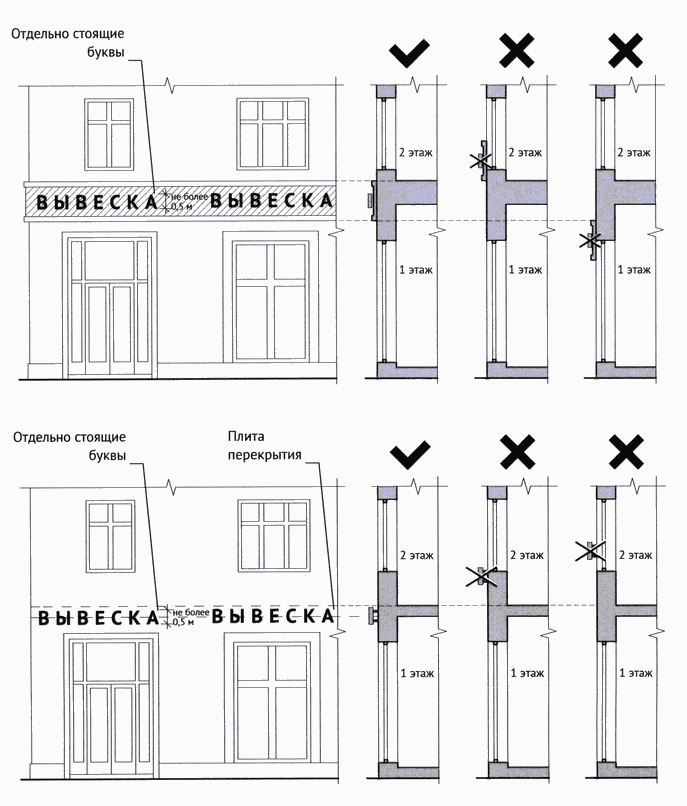 Отдельно стоящие
буквы
2 этаж
2 этаж
2 этаж
ВЫВЕСКА
не более
0,5 м
ВЫВЕСКА
1 этаж
1 этаж
1 этаж
Отдельно стоящие
буквы
Плита
перекрытия
2 этаж
2 этаж
2 этаж
ВЫВЕСКА
не более
0,5 м
ВЫВЕСКА
1 этаж
1 этаж
1 этаж